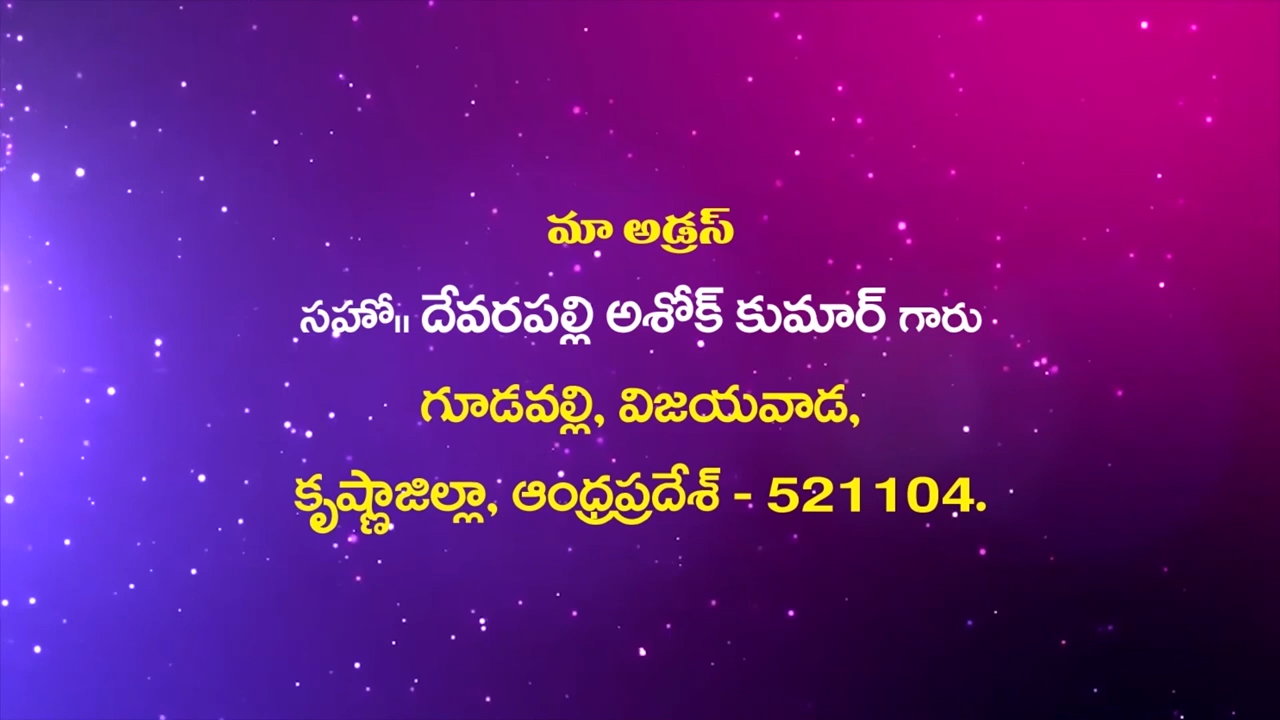 మా అడ్రస్
సహో॥ దేవరపల్లి అశోక్ కుమార్ గారు
గూడవల్లి, విజయవాడ,
కృష్ణాజిల్లా, ఆంధ్రప్రదేశ్ - 521104.